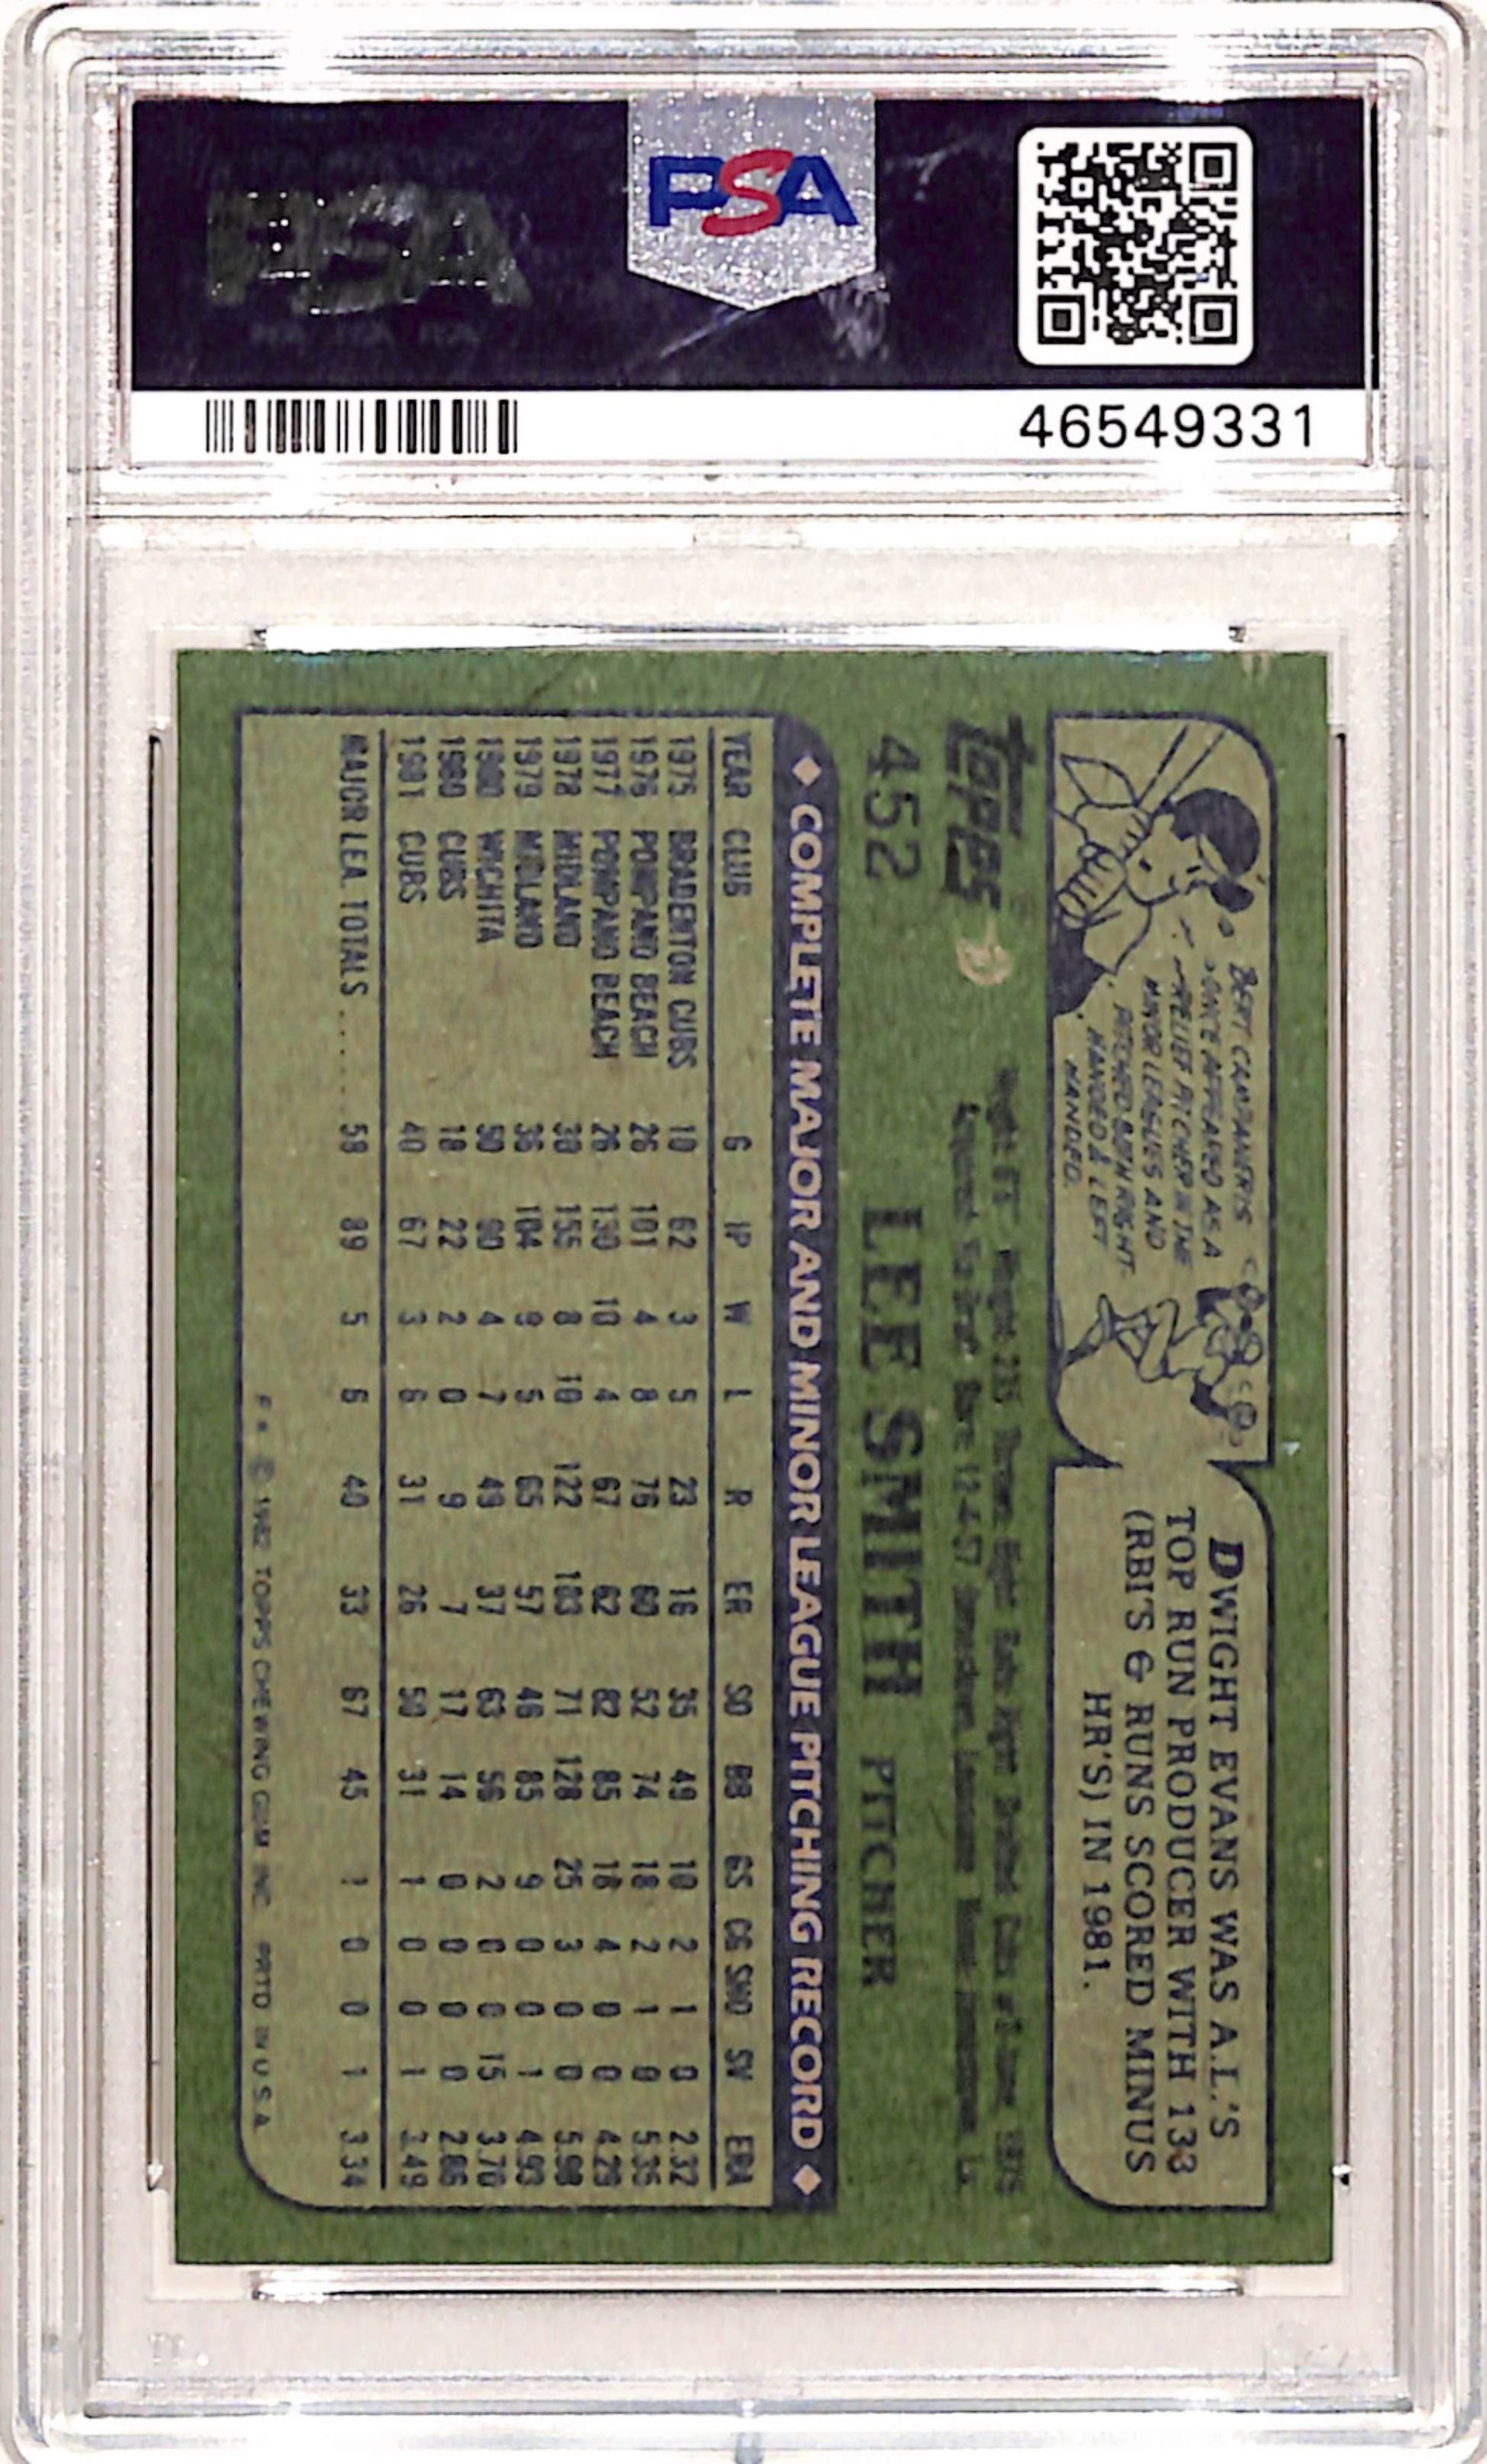 PSA
PSA
46549331
BERT CAMPANERIS
ONCE APPEARED AS A
RELIEF PITCHER IN THE
MINOR LEAGUES AND
PITCHED BOTH RIGHT-
HANDED & LEFT
HANDED.
DWIGHT EVANS WAS A.L.'S
TOP RUN PRODUCER WITH 133
(RBI'S & RUNS SCORED MINUS
HR'S) IN 1981.
TOPPS
452 LEE SMITH PITCHER
COMPLETE MAJOR AND MINOR LEAGUE PITCHING RECORD
YEAR CLUB G IP W L R ER SO BB GS CG SHO SV ERA
1975 BRADENTON CUBS 10 62 3 5 23 16 35 49 10 2 1 0 2.32
1976 POMPANO BEACH 26 101 4 8 76 60 52 74 18 2 1 0 5.35
1977 POMPANO BEACH 26 130 10 4 67 62 82 85 18 4 0 0 4.29
1978 MIDLAND 30 155 8 10 122 103 71 128 25 3 0 0 5.98
1979 MIDLAND 35 104 9 5 65 57 46 85 9 0 0 1 4.93
1980 WICHITA 50 90 4 7 49 37 63 56 2 0 0 15 3.70
1980 CUBS 18 22 2 0 9 7 17 14 0 0 0 0 2.86
1981 CUBS 40 67 3 6 31 26 50 31 1 0 0 1 3.49
MAJOR LEA. TOTALS...... 58 89 5 6 40 33 67 45 1 0 0 1 3.34
© 1982 TOPPS CHEWING GUM INC. PRTD IN U.S.A.